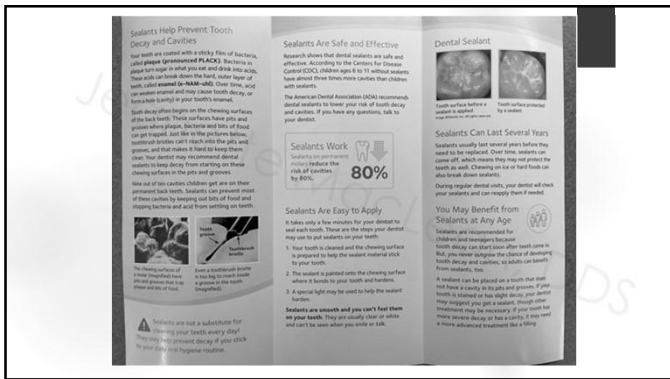 Sealants Help Prevent Tooth
Decay and Cavities
Your teeth are coated with a sticky film of bacteria,
called plaque (pronounced PLACK). Bacteria in
plaque turn sugar in what you eat and drink into acids.
These acids can break down the hard, outer layer of
teeth, called enamel (e-NAM-uhl). Over time, acid
can weaken enamel and may cause tooth decay, or
form a hole (cavity) in your tooth's enamel.
Tooth decay often begins on the chewing surfaces
of the back teeth. These surfaces have pits and
grooves where plaque, bacteria and bits of food
can get trapped. Just like in the pictures below,
toothbrush bristles can't reach into the pits and
grooves, and that makes it hard to keep them
clean. Your dentist may recommend dental
sealants to keep decay from starting on these
chewing surfaces in the pits and grooves.
Nine out of ten cavities children get are on their
permanent back teeth. Sealants can prevent most
of these cavities by keeping out bits of food and
stopping bacteria and acid from settling on teeth.
Tooth
groove
Toothbrush
bristle
The chewing surfaces of
a molar (magnified) have
pits and grooves that trap
plaque and bits of food.
Even a toothbrush bristle
is too big to reach inside
a groove in the tooth
(magnified).
Sealants are not a substitute for
cleaning your teeth every day!
They only help prevent decay if you stick
to your daily oral hygiene routine.
Sealants Are Safe and Effective
Research shows that dental sealants are safe and
effective. According to the Centers for Disease
Control (CDC), children ages 6 to 11 without sealants
have almost three times more cavities than children
with sealants.
The American Dental Association (ADA) recommends
dental sealants to lower your risk of tooth decay
and cavities. If you have any questions, talk to
your dentist.
Sealants Work
Sealants on permanent
molars reduce the
risk of cavities
by 80%.
80%
Sealants Are Easy to Apply
It takes only a few minutes for your dentist to
seal each tooth. These are the steps your dentist
may use to put sealants on your teeth:
1. Your tooth is cleaned and the chewing surface
is prepared to help the sealant material stick
to your tooth.
2. The sealant is painted onto the chewing surface
where it bonds to your tooth and hardens.
3. A special light may be used to help the sealant
harden.
Sealants are smooth and you can't feel them
on your teeth. They are usually clear or white
and can't be seen when you smile or talk.
Dental Sealant
Tooth surface before a
sealant is applied
Tooth surface protected
by a sealant.
Sealants Can Last Several Years
Sealants usually last several years before they
need to be replaced. Over time, sealants can
come off, which means they may not protect the
teeth as well. Chewing on ice or hard foods can
also break down sealants.
During regular dental visits, your dentist will check
your sealants and can reapply them if needed.
You May Benefit from
Sealants at Any Age
Sealants are recommended for
children and teenagers because
tooth decay can start soon after teeth come in.
But, you never outgrow the chance of developing
tooth decay and cavities, so adults can benefit
from sealants, too.
A sealant can be placed on a tooth that does
not have a cavity in its pits and grooves. If your
tooth is stained or has slight decay, your dentist
may suggest you get a sealant, though other
treatment may be necessary. If your tooth has
more severe decay or has a cavity, it may need
a more advanced treatment like a filling.